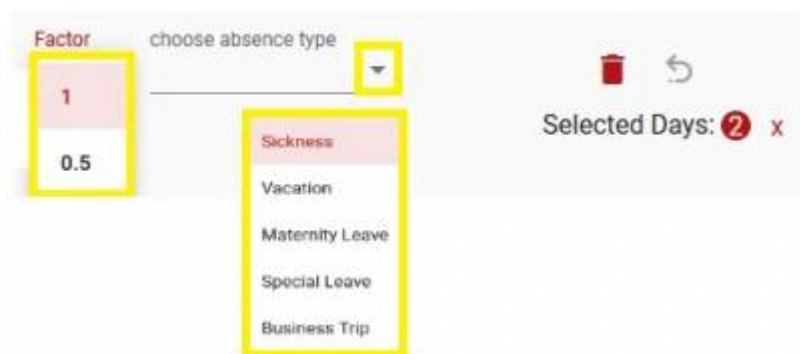 Factor
choose absence type
1
0.5
Sickness
Vacation
Maternity Leave
Special Leave
Business Trip
Selected Days: 2 x